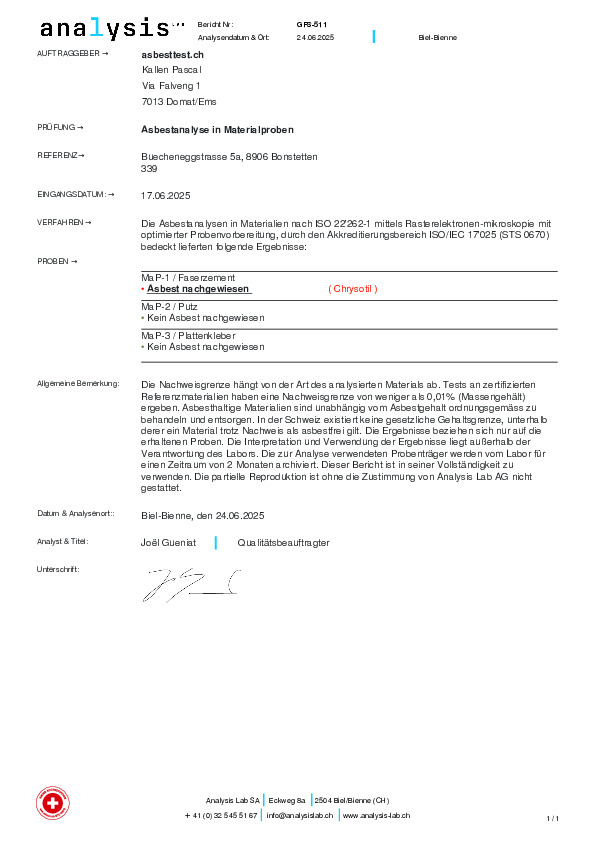 analysis
Bericht Nr: GFS-511
Analysendatum & Ort: 24.06.2025 Biel-Bienne
AUFTRAGGEBER → asbesttest.ch
Kallen Pascal
Via Falveng 1
7013 Domat/Ems
PRÜFUNG → Asbestanalyse in Materialproben
REFERENZ→ Buecheneggstrasse 5a, 8906 Bonstetten
339
EINGANGSDATUM: → 17.06.2025
VERFAHREN → Die Asbestanalysen in Materialien nach ISO 22'262-1 mittels Rasterelektronen-mikroskopie mit
optimierter Probenvorbereitung, durch den Akkreditierungsbereich ISO/IEC 17'025 (STS 0670)
bedeckt lieferten folgende Ergebnisse:
PROBEN →
MaP-1 / Faserzement
• Asbest nachgewiesen ( Chrysotil )
MaP-2 / Putz
• Kein Asbest nachgewiesen
MaP-3 / Plattenkleber
• Kein Asbest nachgewiesen
Allgemeine Bemerkung: Die Nachweisgrenze hängt von der Art des analysierten Materials ab. Tests an zertifizierten
Referenzmaterialien haben eine Nachweisgrenze von weniger als 0,01% (Massengehält)
ergeben. Asbesthaltige Materialien sind unabhängig vom Asbestgehalt ordnungsgemäss zu
behandeln und entsorgen. In der Schweiz existiert keine gesetzliche Gehaltsgrenze, unterhalb
derer ein Material trotz Nachweis als asbestfrei gilt. Die Ergebnisse beziehen sich nur auf die
erhaltenen Proben. Die Interpretation und Verwendung der Ergebnisse liegt außerhalb der
Verantwortung des Labors. Die zur Analyse verwendeten Probenträger werden vom Labor für
einen Zeitraum von 2 Monaten archiviert. Dieser Bericht ist in seiner Vollständigkeit zu
verwenden. Die partielle Reproduktion ist ohne die Zustimmung von Analysis Lab AG nicht
gestattet.
Datum & Analysenort:: Biel-Bienne, den 24.06.2025
Analyst & Titel: Joël Gueniat Qualitätsbeauftragter
Unterschrift:
Analysis Lab SA Eckweg 8a 2504 Biel/Bienne (CH)
+ 41 (0) 32 545 51 67 info@analysislab.ch www.analysis-lab.ch
1 / 1